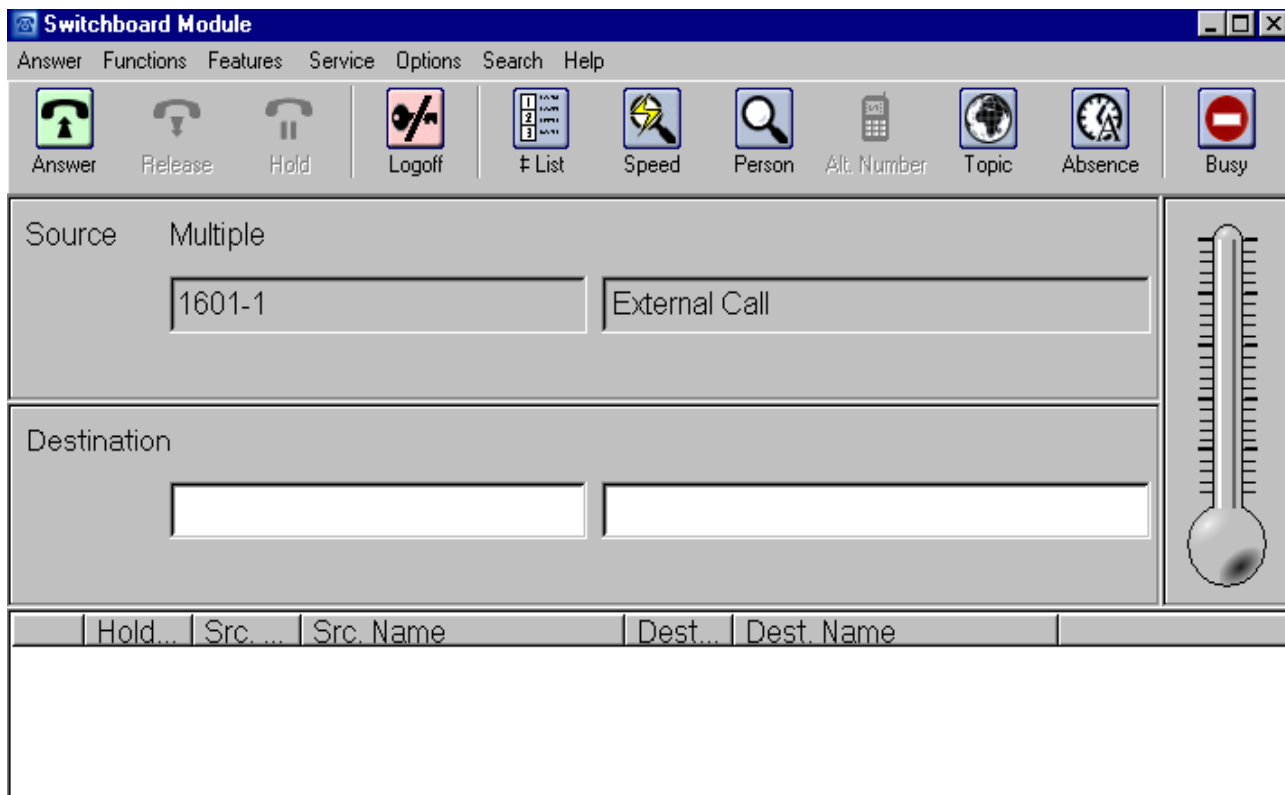 Switchboard Module
Answer Functions Features Service Options Search Help
Answer Release Hold Logoff ‡ List Speed Person Alt. Number Topic Absence Busy
Source Multiple
1601-1 External Call
Destination
Hold... Src. ... Src. Name Dest... Dest. Name